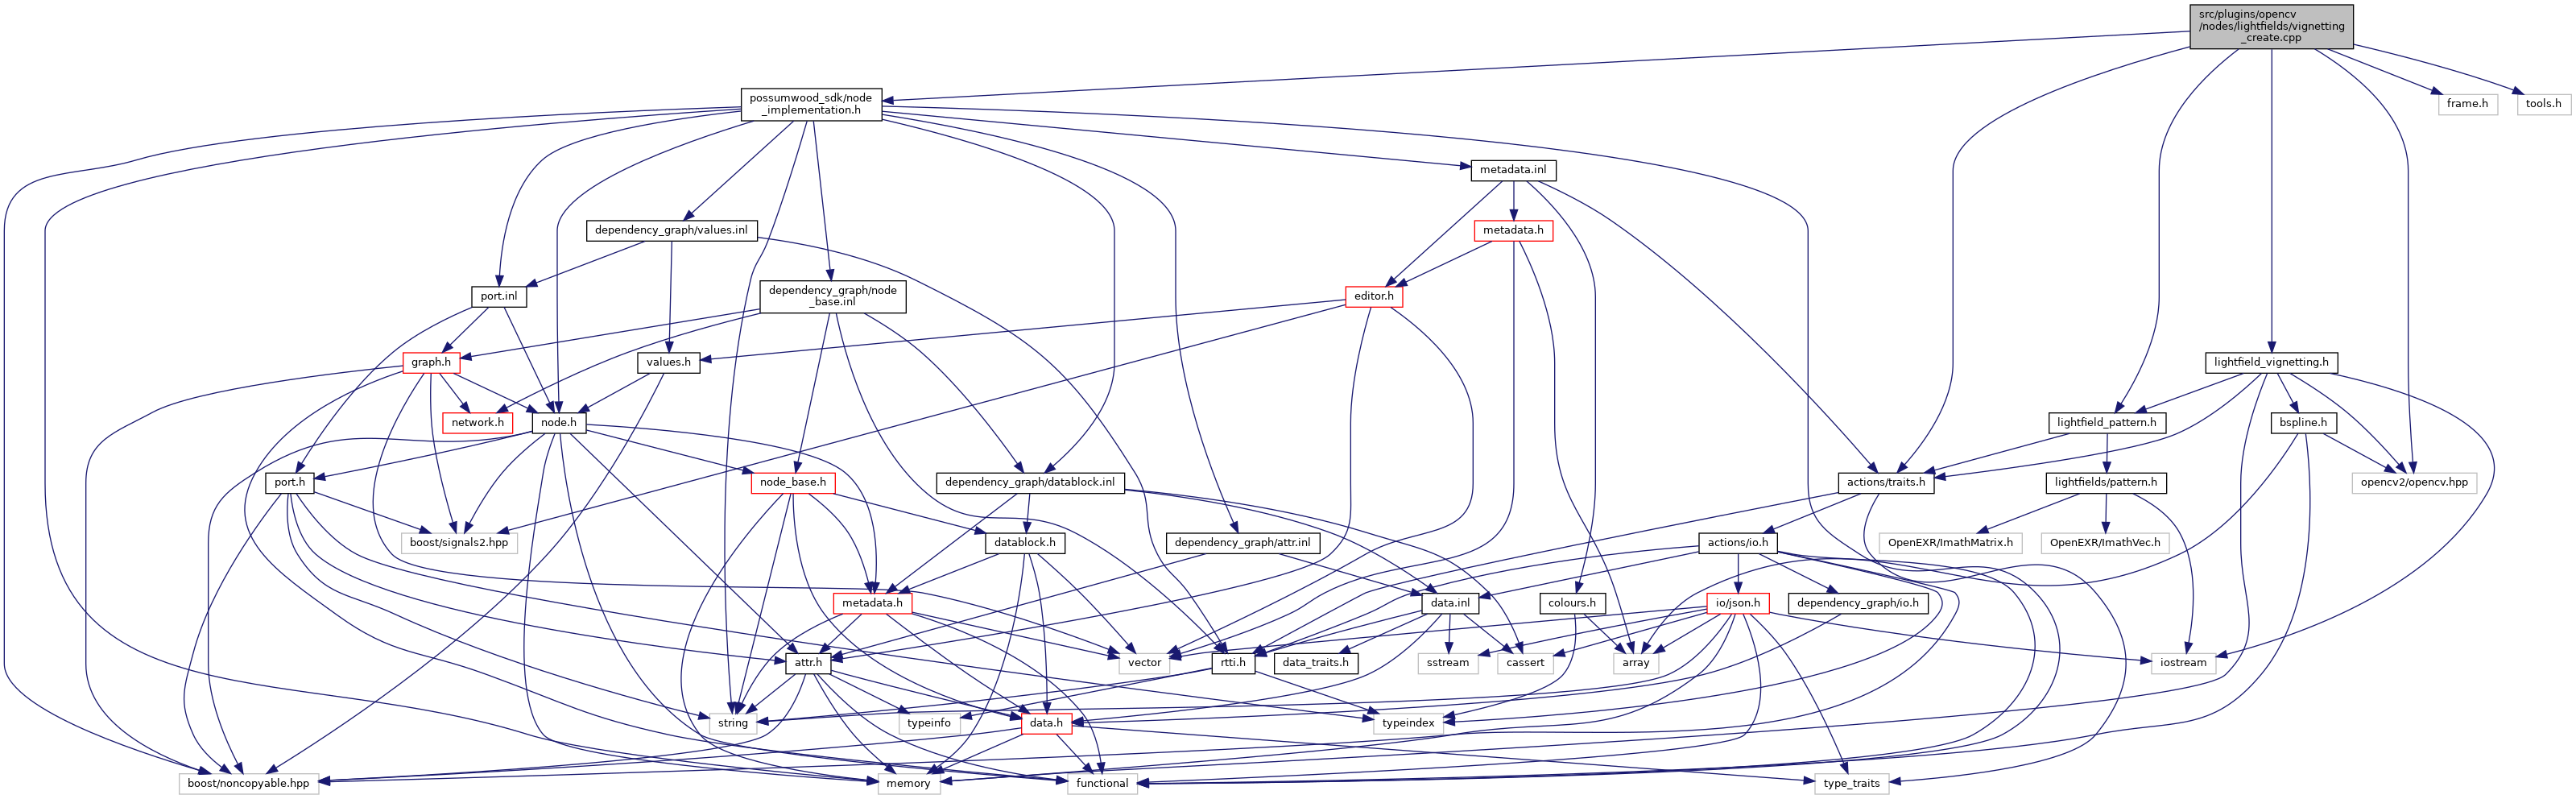 src/plugins/opencv
/nodes/lightfields/vignetting
_create.cpp
possumwood_sdk/node
_implementation.h
frame.h
tools.h
metadata.inl
dependency_graph/values.inl
metadata.h
port.inl
dependency_graph/node
_base.inl
editor.h
graph.h
values.h
lightfield_vignetting.h
network.h
node.h
lightfield_pattern.h
bspline.h
port.h
node_base.h
dependency_graph/datablock.inl
actions/traits.h
lightfields/pattern.h
opencv2/opencv.hpp
boost/signals2.hpp
datablock.h
dependency_graph/attr.inl
actions/io.h
OpenEXR/ImathMatrix.h
OpenEXR/ImathVec.h
metadata.h
data.inl
colours.h
io/json.h
dependency_graph/io.h
attr.h
vector
rtti.h
data_traits.h
sstream
cassert
array
iostream
string
typeinfo
data.h
typeindex
boost/noncopyable.hpp
memory
functional
type_traits